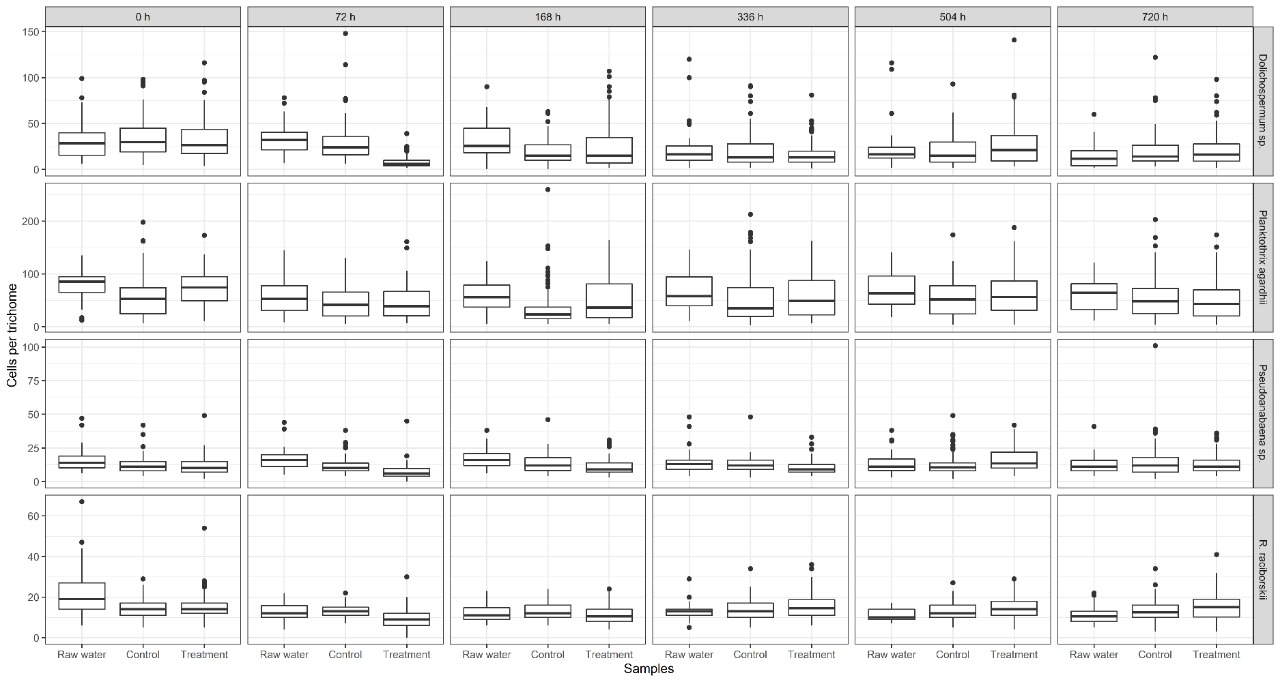 0 h 72 h 168 h 336 h 504 h 720 h
Cells per trichome
150
100
50
0
Dolichospermum sp.
200
100
0
Planktothrix agardhii
100
75
50
25
0
Pseudoanabaena sp.
60
40
20
0
R. raciborskii
Raw water Control Treatment Raw water Control Treatment Raw water Control Treatment Raw water Control Treatment Raw water Control Treatment Raw water Control Treatment
Samples